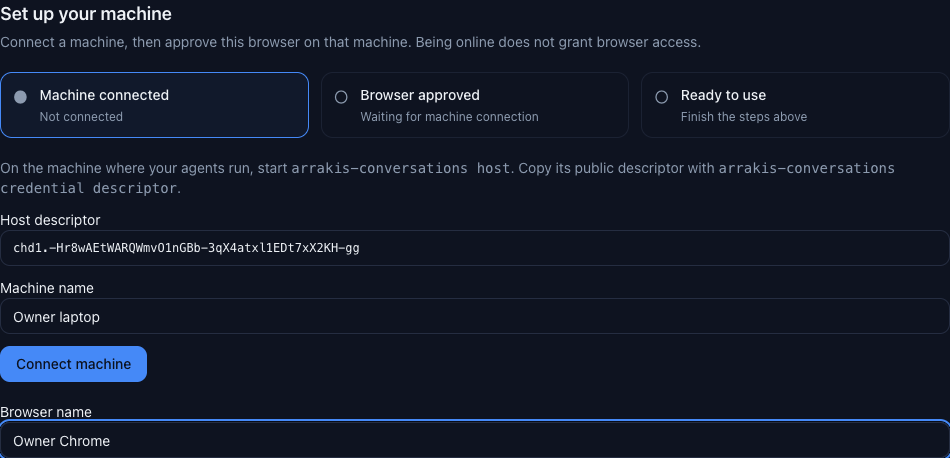 Set up your machine
Connect a machine, then approve this browser on that machine. Being online does not grant browser access.
Machine connected
Not connected
Browser approved
Waiting for machine connection
Ready to use
Finish the steps above
On the machine where your agents run, start arrakis-conversations host. Copy its public descriptor with arrakis-conversations
credential descriptor.
Host descriptor
chd1.-Hr8wAEtWARQWmvO1nGBb-3qX4atxl1EDt7xX2KH-gg
Machine name
Owner laptop
Connect machine
Browser name
Owner Chrome